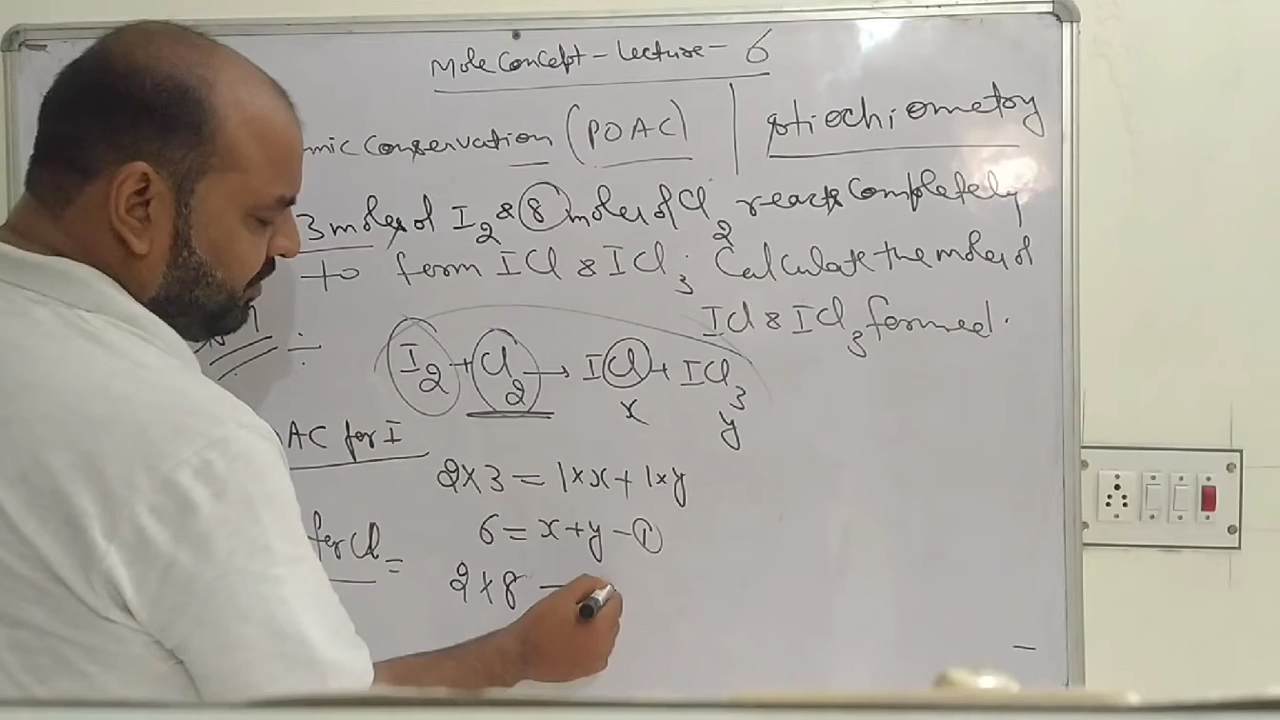 Mole Concept - Lecture - 6
mic Conservation (POAC) | stiochiometry
3 moles of I2 & 8 moles of Cl2 reacts Completely
to form ICl & ICl3. Calculate the moles of
ICl & ICl3 formed.
I2 + Cl2 → ICl + ICl3
x y
AC for I
2×3 = 1×x + 1×y
6 = x + y - ①
for Cl =
2×8 =